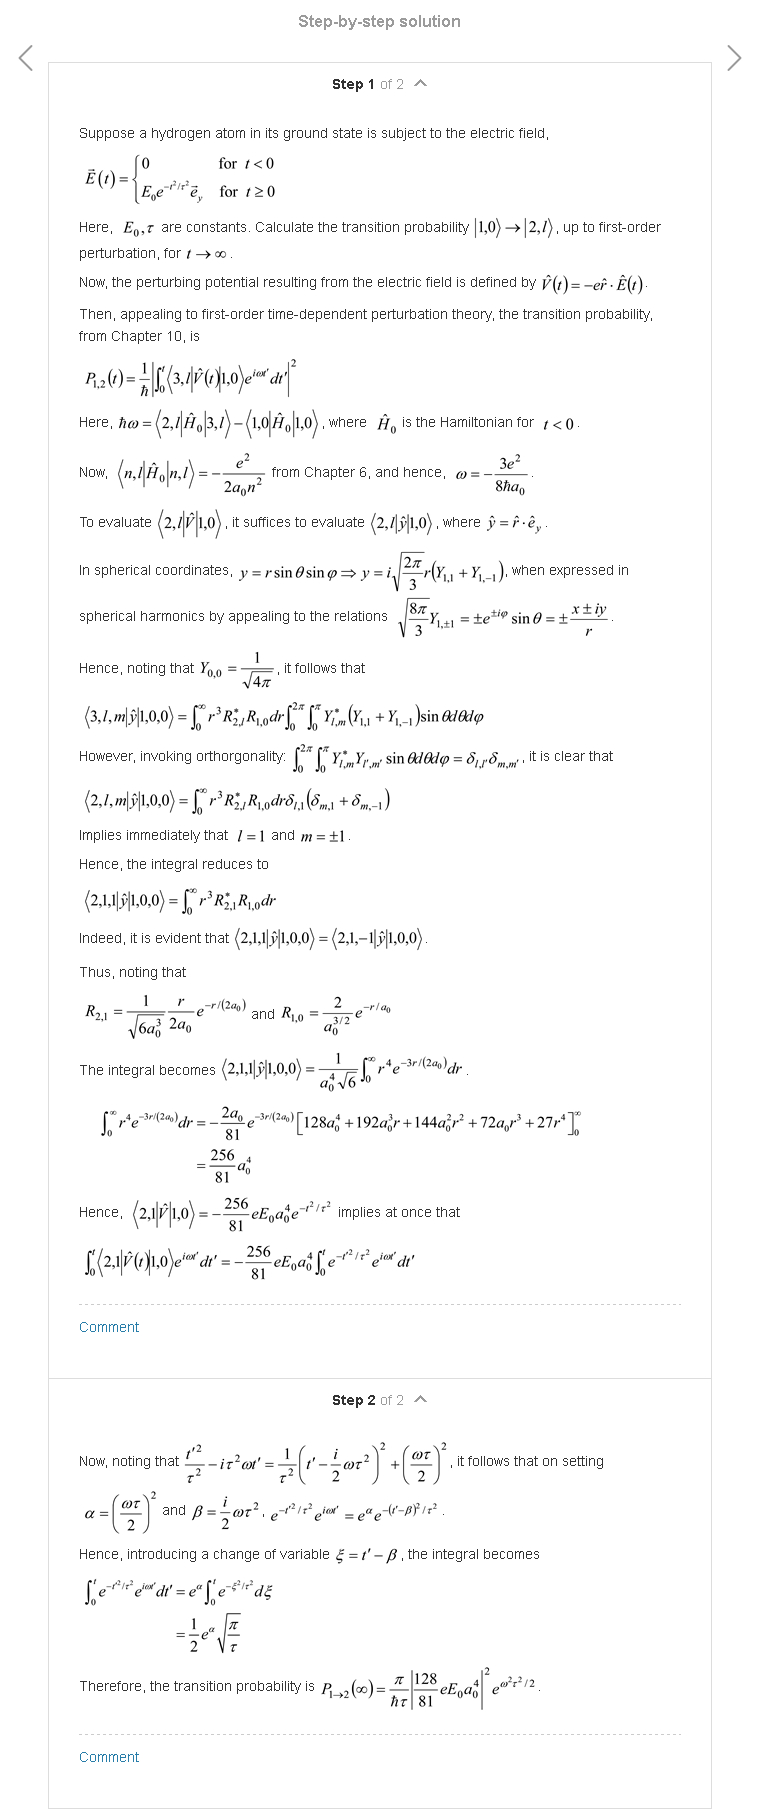 Step-by-step solution
Step 1 of 2
Suppose a hydrogen atom in its ground state is subject to the electric field,
$\vec{E}(t) = \begin{cases} 0 & \text{for } t < 0 \\ E_0 e^{-t^2/\tau^2} \vec{e}_y & \text{for } t \geq 0 \end{cases}$
Here, $E_0, \tau$ are constants. Calculate the transition probability $|1,0\rangle \to |2,l\rangle$, up to first-order
perturbation, for $t \to \infty$.
Now, the perturbing potential resulting from the electric field is defined by $\hat{V}(t) = -e\hat{r} \cdot \hat{E}(t)$.
Then, appealing to first-order time-dependent perturbation theory, the transition probability,
from Chapter 10, is
$P_{1,2}(t) = \frac{1}{\hbar} \left| \int_0^t \langle 3,l | \hat{V}(t) | 1,0 \rangle e^{i\omega t'} dt' \right|^2$
Here, $\hbar\omega = \langle 2,l | \hat{H}_0 | 3,l \rangle - \langle 1,0 | \hat{H}_0 | 1,0 \rangle$, where $\hat{H}_0$ is the Hamiltonian for $t < 0$.
Now, $\langle n,l | \hat{H}_0 | n,l \rangle = -\frac{e^2}{2a_0 n^2}$ from Chapter 6, and hence, $\omega = -\frac{3e^2}{8\hbar a_0}$.
To evaluate $\langle 2,l | \hat{V} | 1,0 \rangle$, it suffices to evaluate $\langle 2,l | \hat{y} | 1,0 \rangle$, where $\hat{y} = \hat{r} \cdot \hat{e}_y$.
In spherical coordinates, $y = r \sin\theta \sin\varphi \Rightarrow y = i\sqrt{\frac{2\pi}{3}} r (Y_{1,1} + Y_{1,-1})$, when expressed in
spherical harmonics by appealing to the relations $\sqrt{\frac{8\pi}{3}} Y_{1,\pm 1} = \pm e^{\pm i\varphi} \sin\theta = \pm \frac{x \pm iy}{r}$.
Hence, noting that $Y_{0,0} = \frac{1}{\sqrt{4\pi}}$, it follows that
$\langle 3,l,m | \hat{y} | 1,0,0 \rangle = \int_0^\infty r^3 R_{2,l}^* R_{1,0} dr \int_0^{2\pi} \int_0^\pi Y_{l,m}^* (Y_{1,1} + Y_{1,-1}) \sin\theta d\theta d\varphi$
However, invoking orthorgonality: $\int_0^{2\pi} \int_0^\pi Y_{l,m}^* Y_{l',m'} \sin\theta d\theta d\varphi = \delta_{l,l'} \delta_{m,m'}$, it is clear that
$\langle 2,l,m | \hat{y} | 1,0,0 \rangle = \int_0^\infty r^3 R_{2,l}^* R_{1,0} dr \delta_{l,1} (\delta_{m,1} + \delta_{m,-1})$
Implies immediately that $l = 1$ and $m = \pm 1$.
Hence, the integral reduces to
$\langle 2,1,1 | \hat{y} | 1,0,0 \rangle = \int_0^\infty r^3 R_{2,1}^* R_{1,0} dr$
Indeed, it is evident that $\langle 2,1,1 | \hat{y} | 1,0,0 \rangle = \langle 2,1,-1 | \hat{y} | 1,0,0 \rangle$.
Thus, noting that
$R_{2,1} = \frac{1}{\sqrt{6a_0^3}} \frac{r}{2a_0} e^{-r/(2a_0)}$ and $R_{1,0} = \frac{2}{a_0^{3/2}} e^{-r/a_0}$
The integral becomes $\langle 2,1,1 | \hat{y} | 1,0,0 \rangle = \frac{1}{a_0^4 \sqrt{6}} \int_0^\infty r^4 e^{-3r/(2a_0)} dr$.
$\int_0^\infty r^4 e^{-3r/(2a_0)} dr = -\frac{2a_0}{81} e^{-3r/(2a_0)} \left[ 128a_0^4 + 192a_0^3 r + 144a_0^2 r^2 + 72a_0 r^3 + 27r^4 \right]_0^\infty$
$= \frac{256}{81} a_0^4$
Hence, $\langle 2,1 | \hat{V} | 1,0 \rangle = -\frac{256}{81} eE_0 a_0^4 e^{-t^2/\tau^2}$ implies at once that
$\int_0^t \langle 2,1 | \hat{V}(t) | 1,0 \rangle e^{i\omega t'} dt' = -\frac{256}{81} eE_0 a_0^4 \int_0^t e^{-t'^2/\tau^2} e^{i\omega t'} dt'$
Comment
Step 2 of 2
Now, noting that $\frac{t'^2}{\tau^2} - i\tau^2 \omega t' = \frac{1}{\tau^2} \left( t' - \frac{i}{2} \omega\tau^2 \right)^2 + \left( \frac{\omega\tau}{2} \right)^2$, it follows that on setting
$\alpha = \left( \frac{\omega\tau}{2} \right)^2$ and $\beta = \frac{i}{2} \omega\tau^2$, $e^{-t'^2/\tau^2} e^{i\omega t'} = e^\alpha e^{-(t'-\beta)^2/\tau^2}$.
Hence, introducing a change of variable $\xi = t' - \beta$, the integral becomes
$\int_0^t e^{-t'^2/\tau^2} e^{i\omega t'} dt' = e^\alpha \int_0^t e^{-\xi^2/\tau^2} d\xi$
$= \frac{1}{2} e^\alpha \sqrt{\frac{\pi}{\tau}}$
Therefore, the transition probability is $P_{1 \to 2}(\infty) = \frac{\pi}{\hbar\tau} \left| \frac{128}{81} eE_0 a_0^4 \right|^2 e^{\omega^2\tau^2/2}$.
Comment